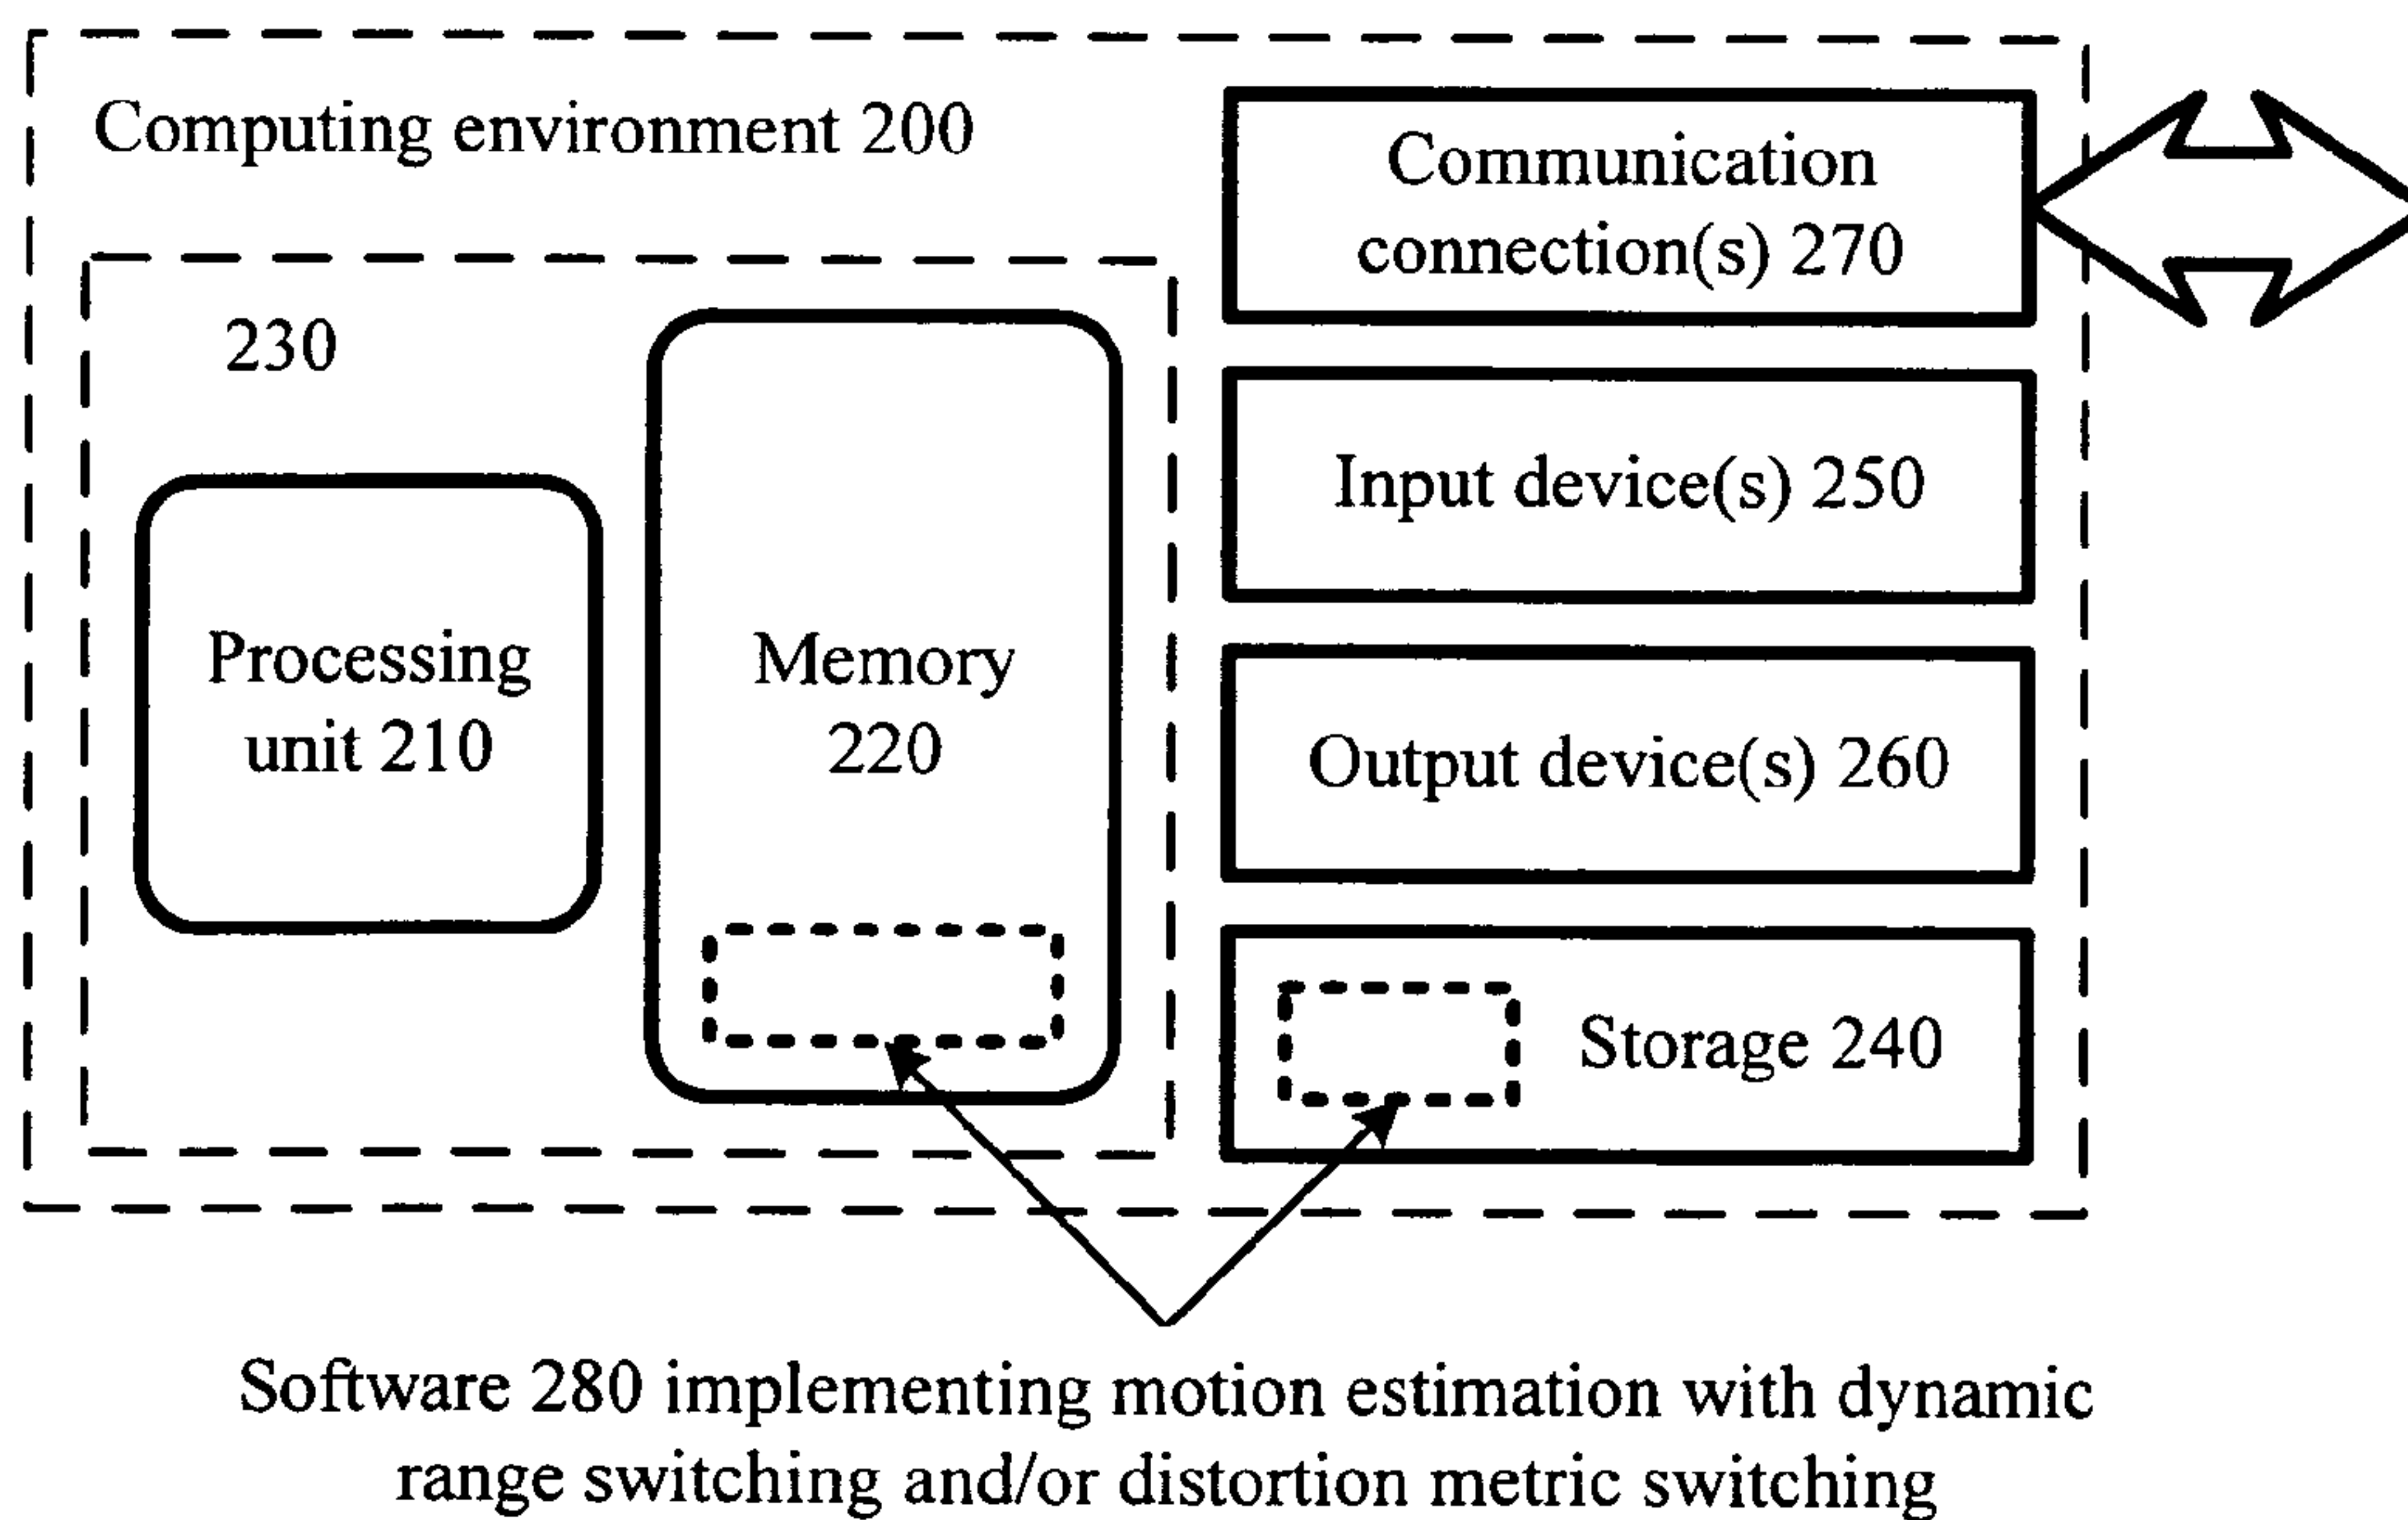 Computing environment 200
Communication
connection(s) 270
230
Input device(s) 250
Processing
unit 210
Memory
220
Output device(s) 260
Storage 240
Software 280 implementing motion estimation with dynamic
range switching and/or distortion metric switching